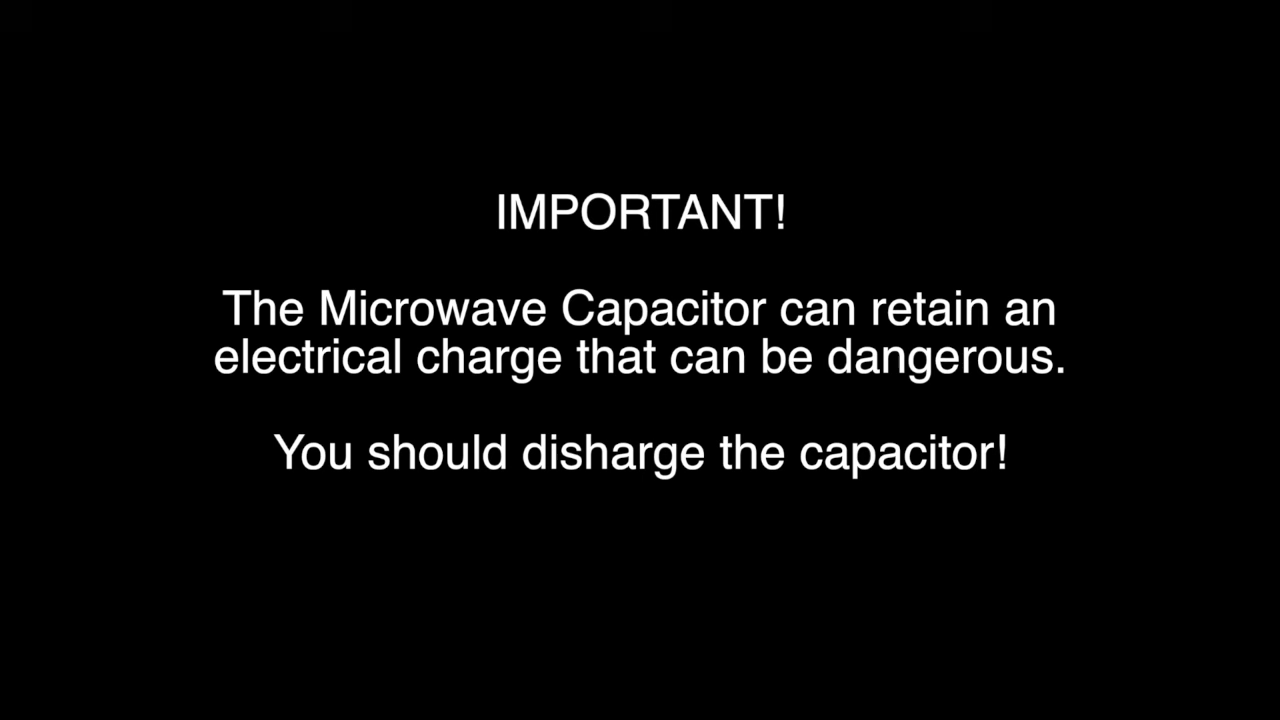 IMPORTANT!
The Microwave Capacitor can retain an
electrical charge that can be dangerous.
You should disharge the capacitor!